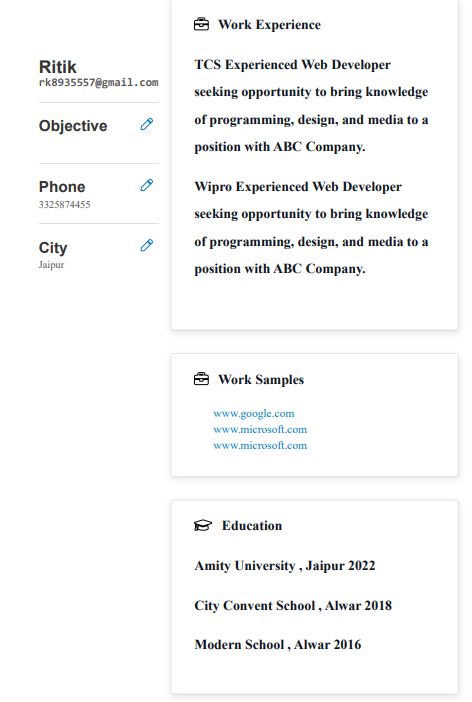 Ritik
rk8935557@gmail.com
Objective
Phone
3325874455
City
Jaipur
Work Experience
TCS Experienced Web Developer
seeking opportunity to bring knowledge
of programming, design, and media to a
position with ABC Company.
Wipro Experienced Web Developer
seeking opportunity to bring knowledge
of programming, design, and media to a
position with ABC Company.
Work Samples
www.google.com
www.microsoft.com
www.microsoft.com
Education
Amity University , Jaipur 2022
City Convent School , Alwar 2018
Modern School , Alwar 2016